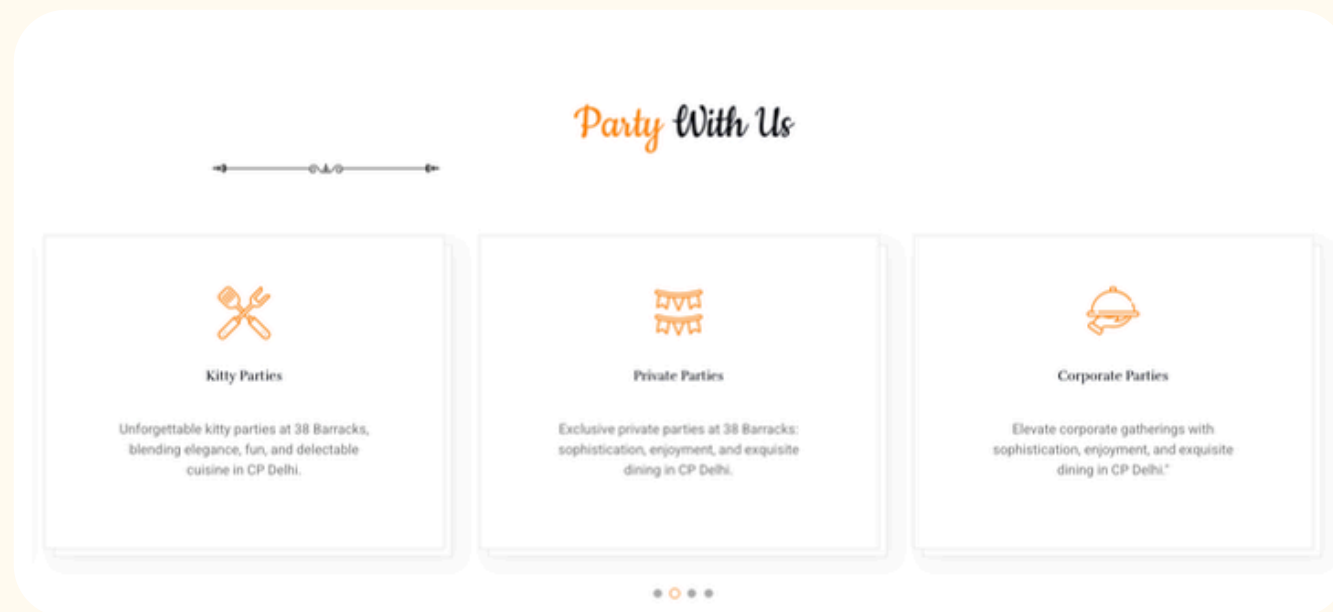 Party With Us
Kitty Parties
Unforgettable kitty parties at 38 Barracks,
blending elegance, fun, and delectable
cuisine in CP Delhi.
Private Parties
Exclusive private parties at 38 Barracks:
sophistication, enjoyment, and exquisite
dining in CP Delhi.
Corporate Parties
Elevate corporate gatherings with
sophistication, enjoyment, and exquisite
dining in CP Delhi."